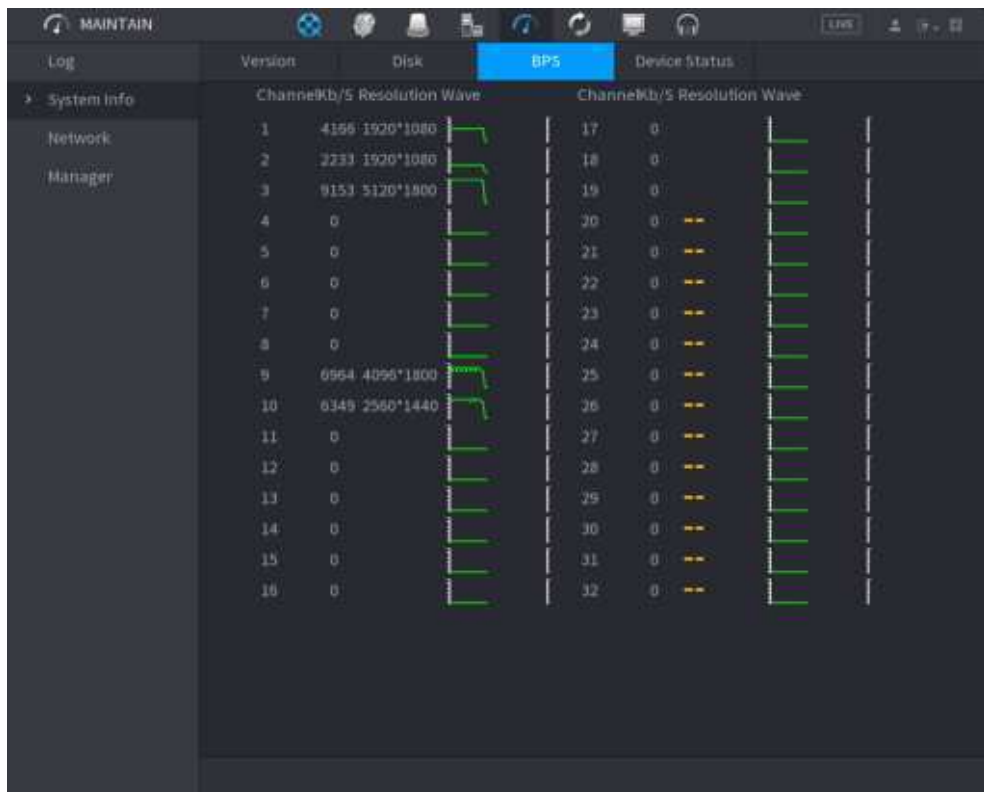 MAINTAIN LIVE
Log
System Info
Network
Manager
Version Disk BPS Device Status
Channel Kb/S Resolution Wave Channel Kb/S Resolution Wave
1 4166 1920*1080 17 0
2 2233 1920*1080 18 0
3 9153 5120*1800 19 0
4 0 20 0 --
5 0 21 0 --
6 0 22 0 --
7 0 23 0 --
8 0 24 0 --
9 6964 4096*1800 25 0 --
10 6349 2560*1440 26 0 --
11 0 27 0 --
12 0 28 0 --
13 0 29 0 --
14 0 30 0 --
15 0 31 0 --
16 0 32 0 --